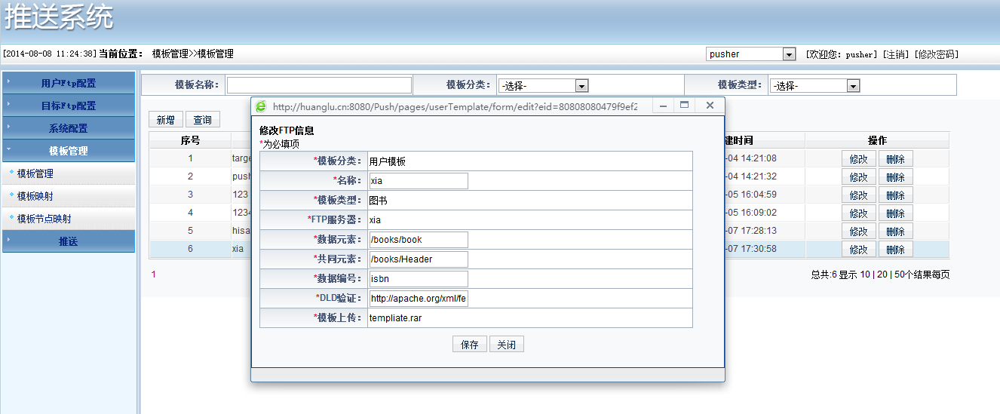 推送系统
[2014-08-08 11:24:38] 当前位置： 模板管理>>模板管理 pusher [欢迎您：pusher] [注销] [修改密码]
用户Ftp配置
目标Ftp配置
系统配置
模板管理
模板管理
模板映射
模板节点映射
推送
模板名称： 模板分类： -选择- 模板类型： -选择-
新增 查询
序号 建时间 操作
1 targe -04 14:21:08 修改 删除
2 push -04 14:21:32 修改 删除
3 123 -05 16:04:59 修改 删除
4 1234 -05 16:09:02 修改 删除
5 hisa -07 17:28:13 修改 删除
6 xia -07 17:30:58 修改 删除
1 总共:6 显示 10 | 20 | 50个结果每页
http://huanglu.cn:8080/Push/pages/userTemplate/form/edit?eid=80808080479f9ef2
修改FTP信息
*为必填项
*模板分类： 用户模板
*名称： xia
*模板类型： 图书
*FTP服务器： xia
*数据元素： /books/book
*共同元素： /books/Header
*数据编号： isbn
*DLD验证： http://apache.org/xml/fe
*模板上传： templiate.rar
保存 关闭